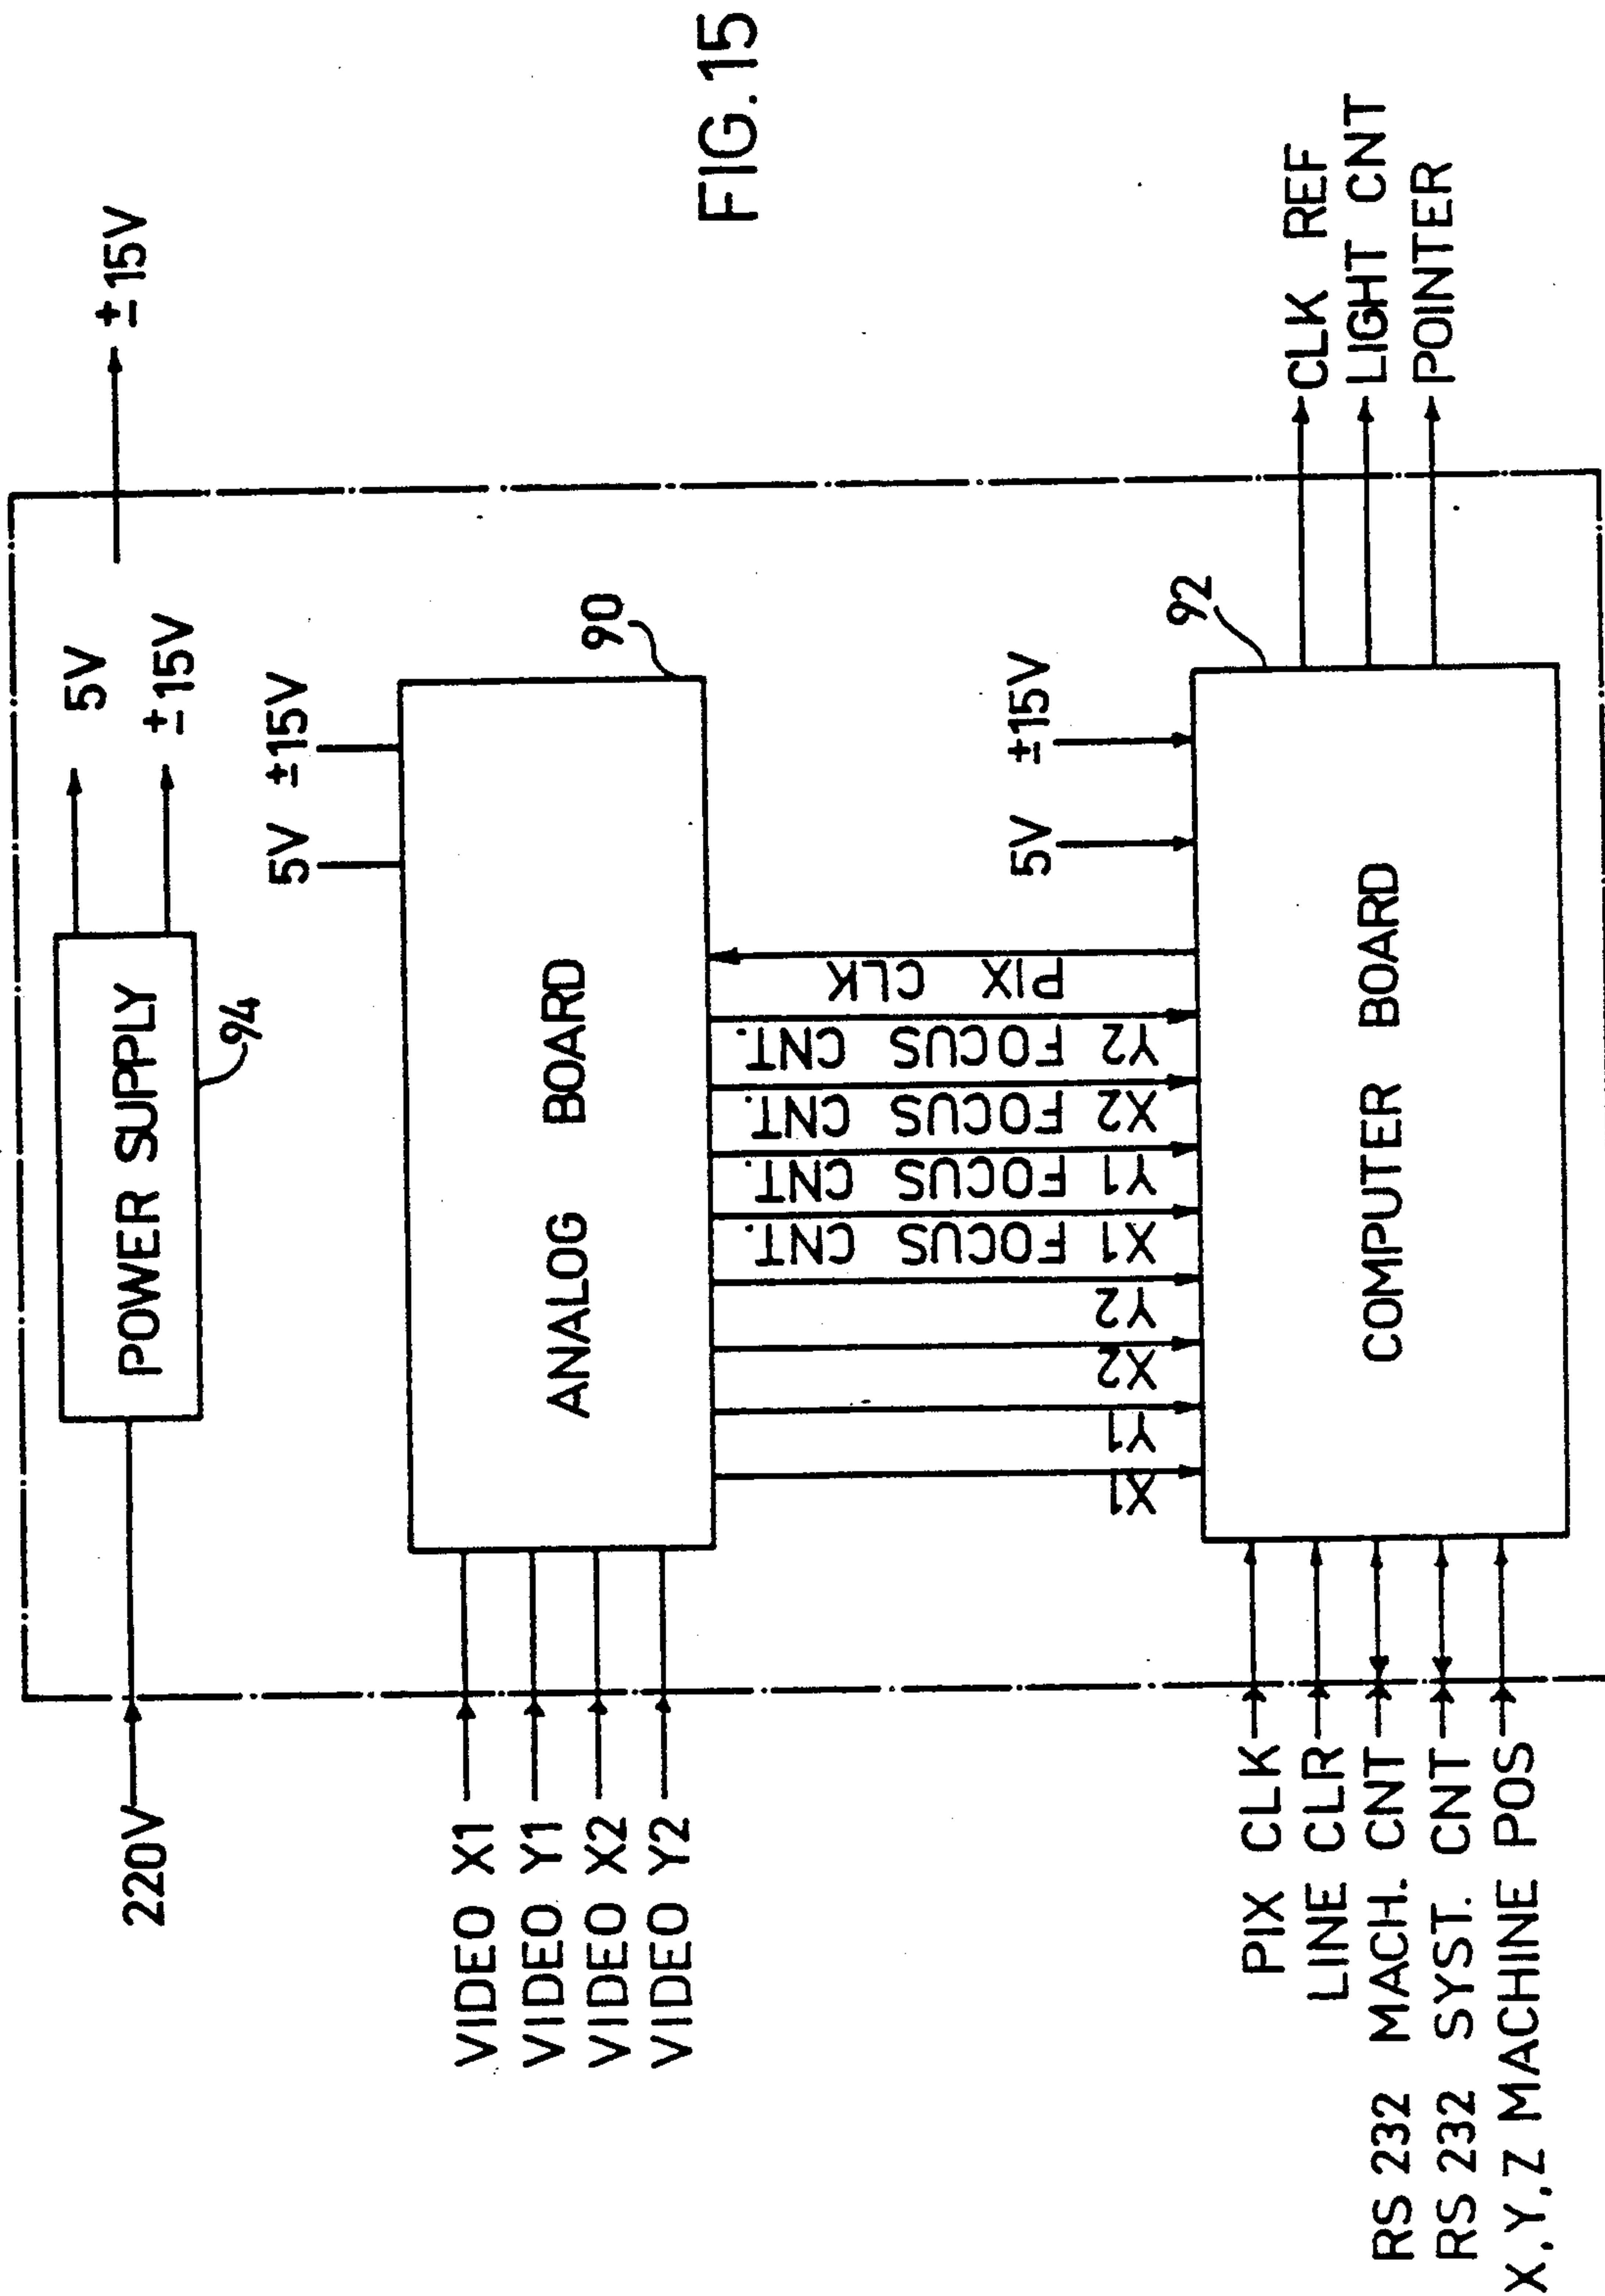 220V
POWER SUPPLY
94
5V
±15V
±15V
VIDEO X1
VIDEO Y1
VIDEO X2
VIDEO Y2
ANALOG BOARD
5V ±15V
90
X1
Y1
X2
Y2
X1 FOCUS CNT.
Y1 FOCUS CNT.
X2 FOCUS CNT.
Y2 FOCUS CNT.
PIX CLK
5V
±15V
92
PIX CLK
LINE CLR
RS 232 MACH. CNT
RS 232 SYST. CNT
X,Y,Z MACHINE POS
COMPUTER BOARD
CLK REF
LIGHT CNT
POINTER
FIG.15